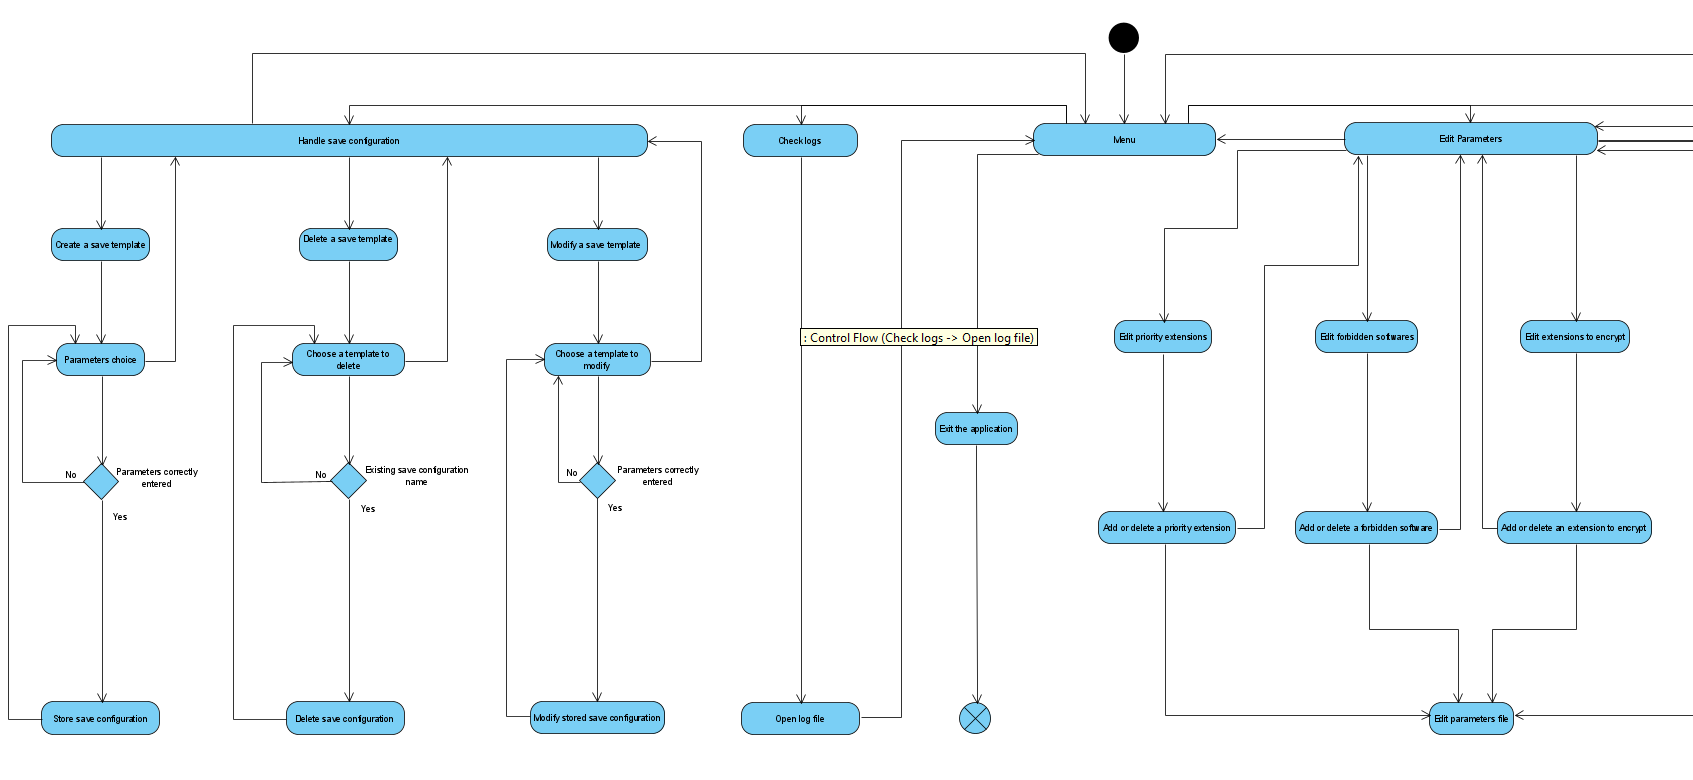 Handle save configuration
Check logs
Menu
Edit Parameters
Create a save template
Delete a save template
Modify a save template
: Control Flow (Check logs -> Open log file)
Edit priority extensions
Edit forbidden softwares
Edit extensions to encrypt
Parameters choice
Choose a template to
delete
Choose a template to
modify
Exit the application
No
Parameters correctly
entered
Yes
No
Existing save configuration
name
Yes
No
Parameters correctly
entered
Yes
Add or delete a priority extension
Add or delete a forbidden software
Add or delete an extension to encrypt
Store save configuration
Delete save configuration
Modify stored save configuration
Open log file
Edit parameters file